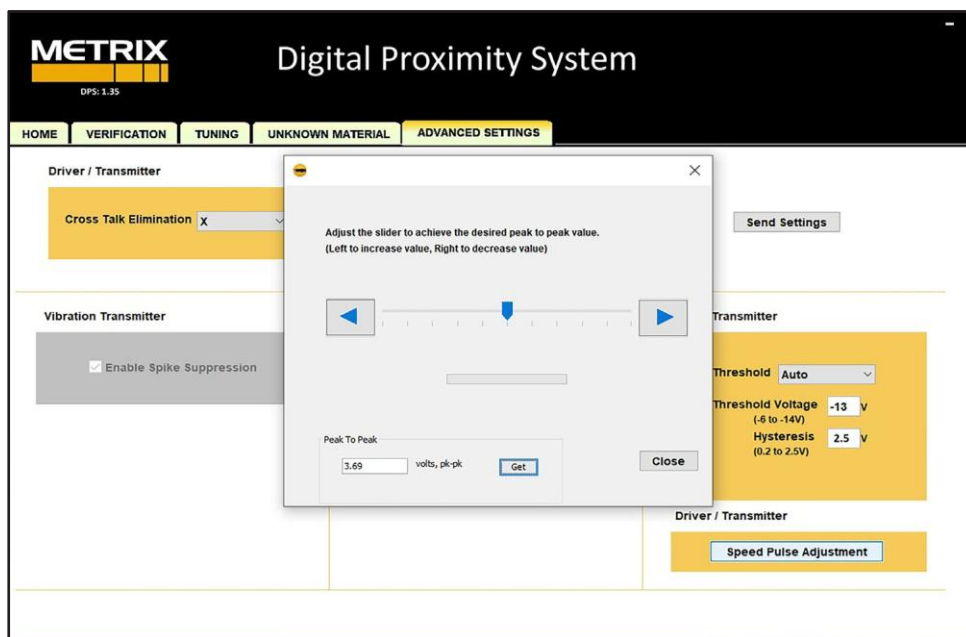 METRIX
DPS: 1.35
Digital Proximity System
HOME VERIFICATION TUNING UNKNOWN MATERIAL ADVANCED SETTINGS
Driver / Transmitter
Cross Talk Elimination X
Send Settings
Adjust the slider to achieve the desired peak to peak value.
(Left to increase value, Right to decrease value)
Vibration Transmitter
Enable Spike Suppression
Peak To Peak
3.69 volts, pk-pk Get
Close
Transmitter
Threshold Auto
Threshold Voltage -13 V
(-6 to -14V)
Hysteresis 2.5 V
(0.2 to 2.5V)
Driver / Transmitter
Speed Pulse Adjustment